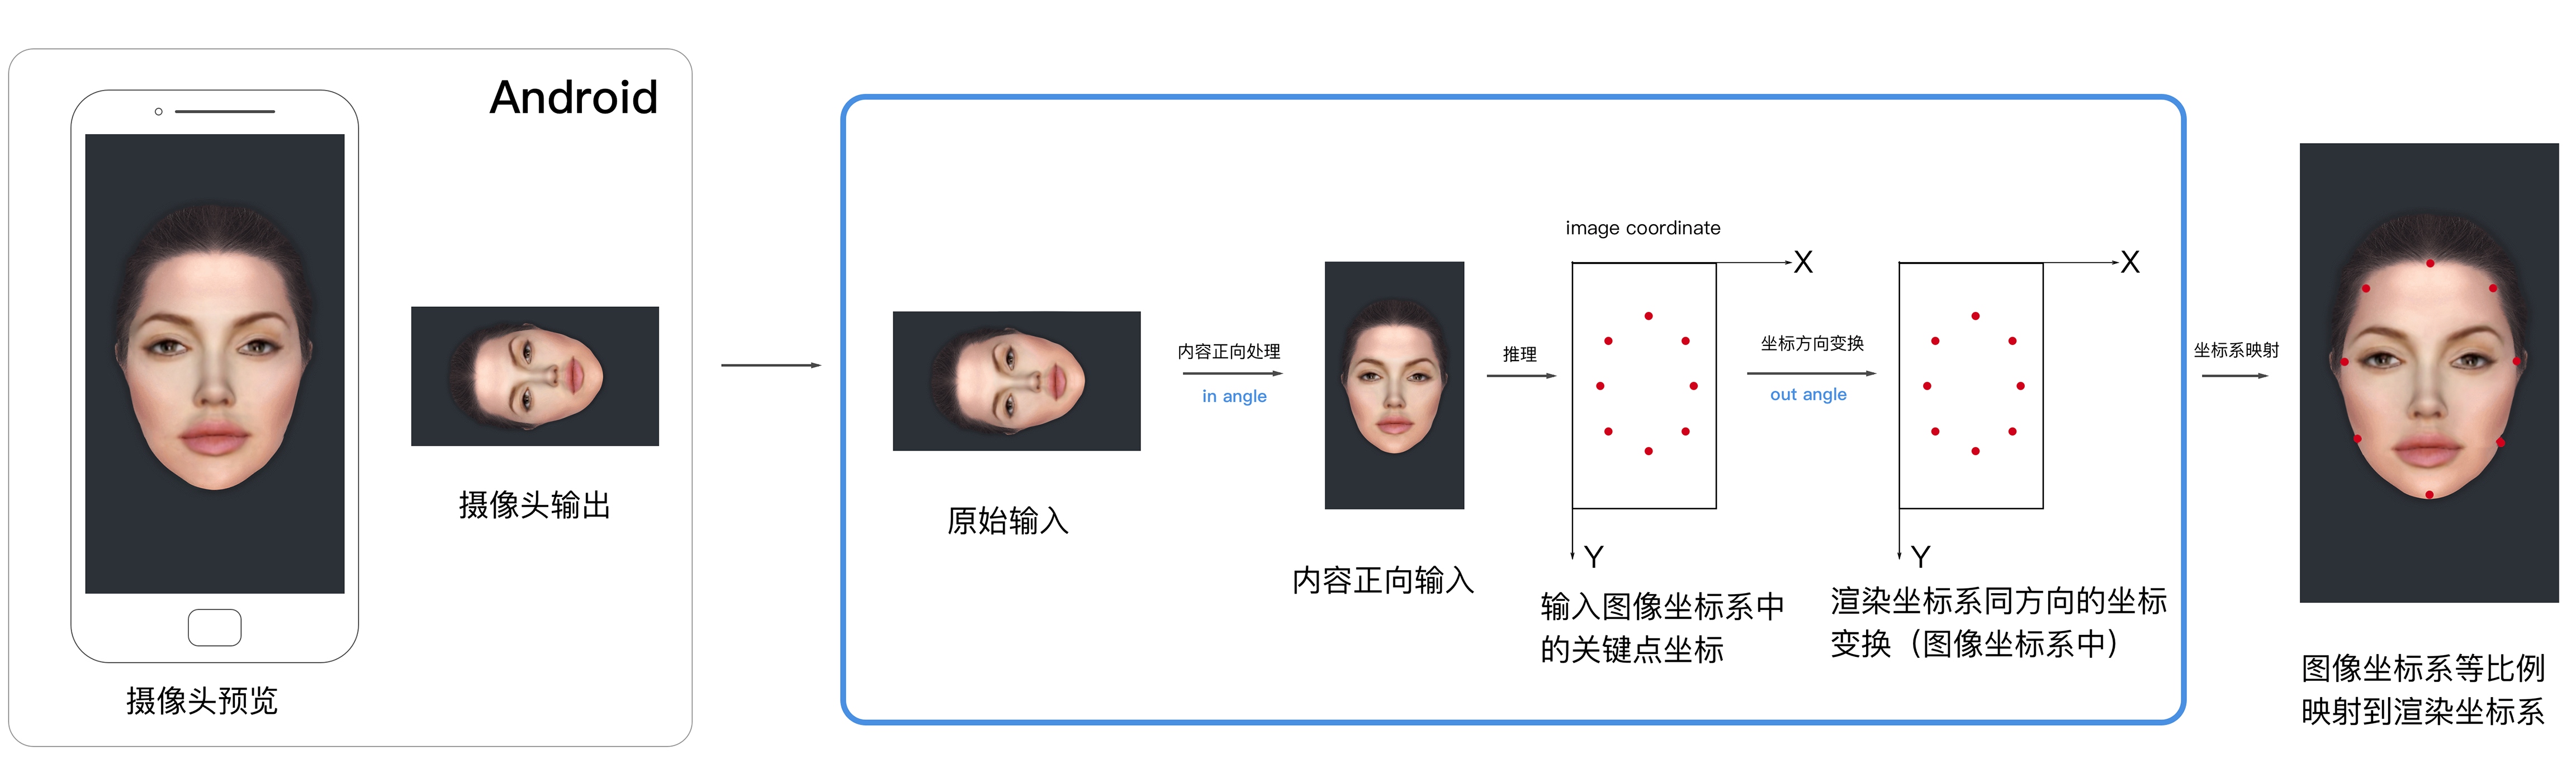 Android
摄像头预览
摄像头输出
原始输入
内容正向处理
in angle
内容正向输入
推理
image coordinate
X
Y
输入图像坐标系中
的关键点坐标
坐标方向变换
out angle
X
Y
渲染坐标系同方向的坐标
变换（图像坐标系中）
坐标系映射
图像坐标系等比例
映射到渲染坐标系